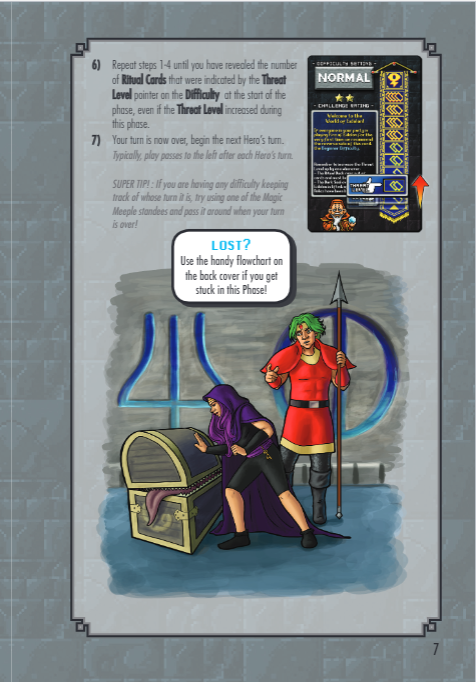 6) Repeat steps 1-4 until you have revealed the number
of Ritual Cards that were indicated by the Threat
Level pointer on the Difficulty at the start of the
phase, even if the Threat Level increased during
this phase.
7) Your turn is now over, begin the next Hero's turn.
Typically, play passes to the left after each Hero's turn.
SUPER TIP! : If you are having any difficulty keeping
track of whose turn it is, try using one of the Magic
Meeple standees and pass it around when your turn
is over!
- DIFFICULTY SETTING -
NORMAL
- CHALLENGE RATING -
Welcome to the
THREAT
LOST?
Use the handy flowchart on
the back cover if you get
stuck in this Phase!
7